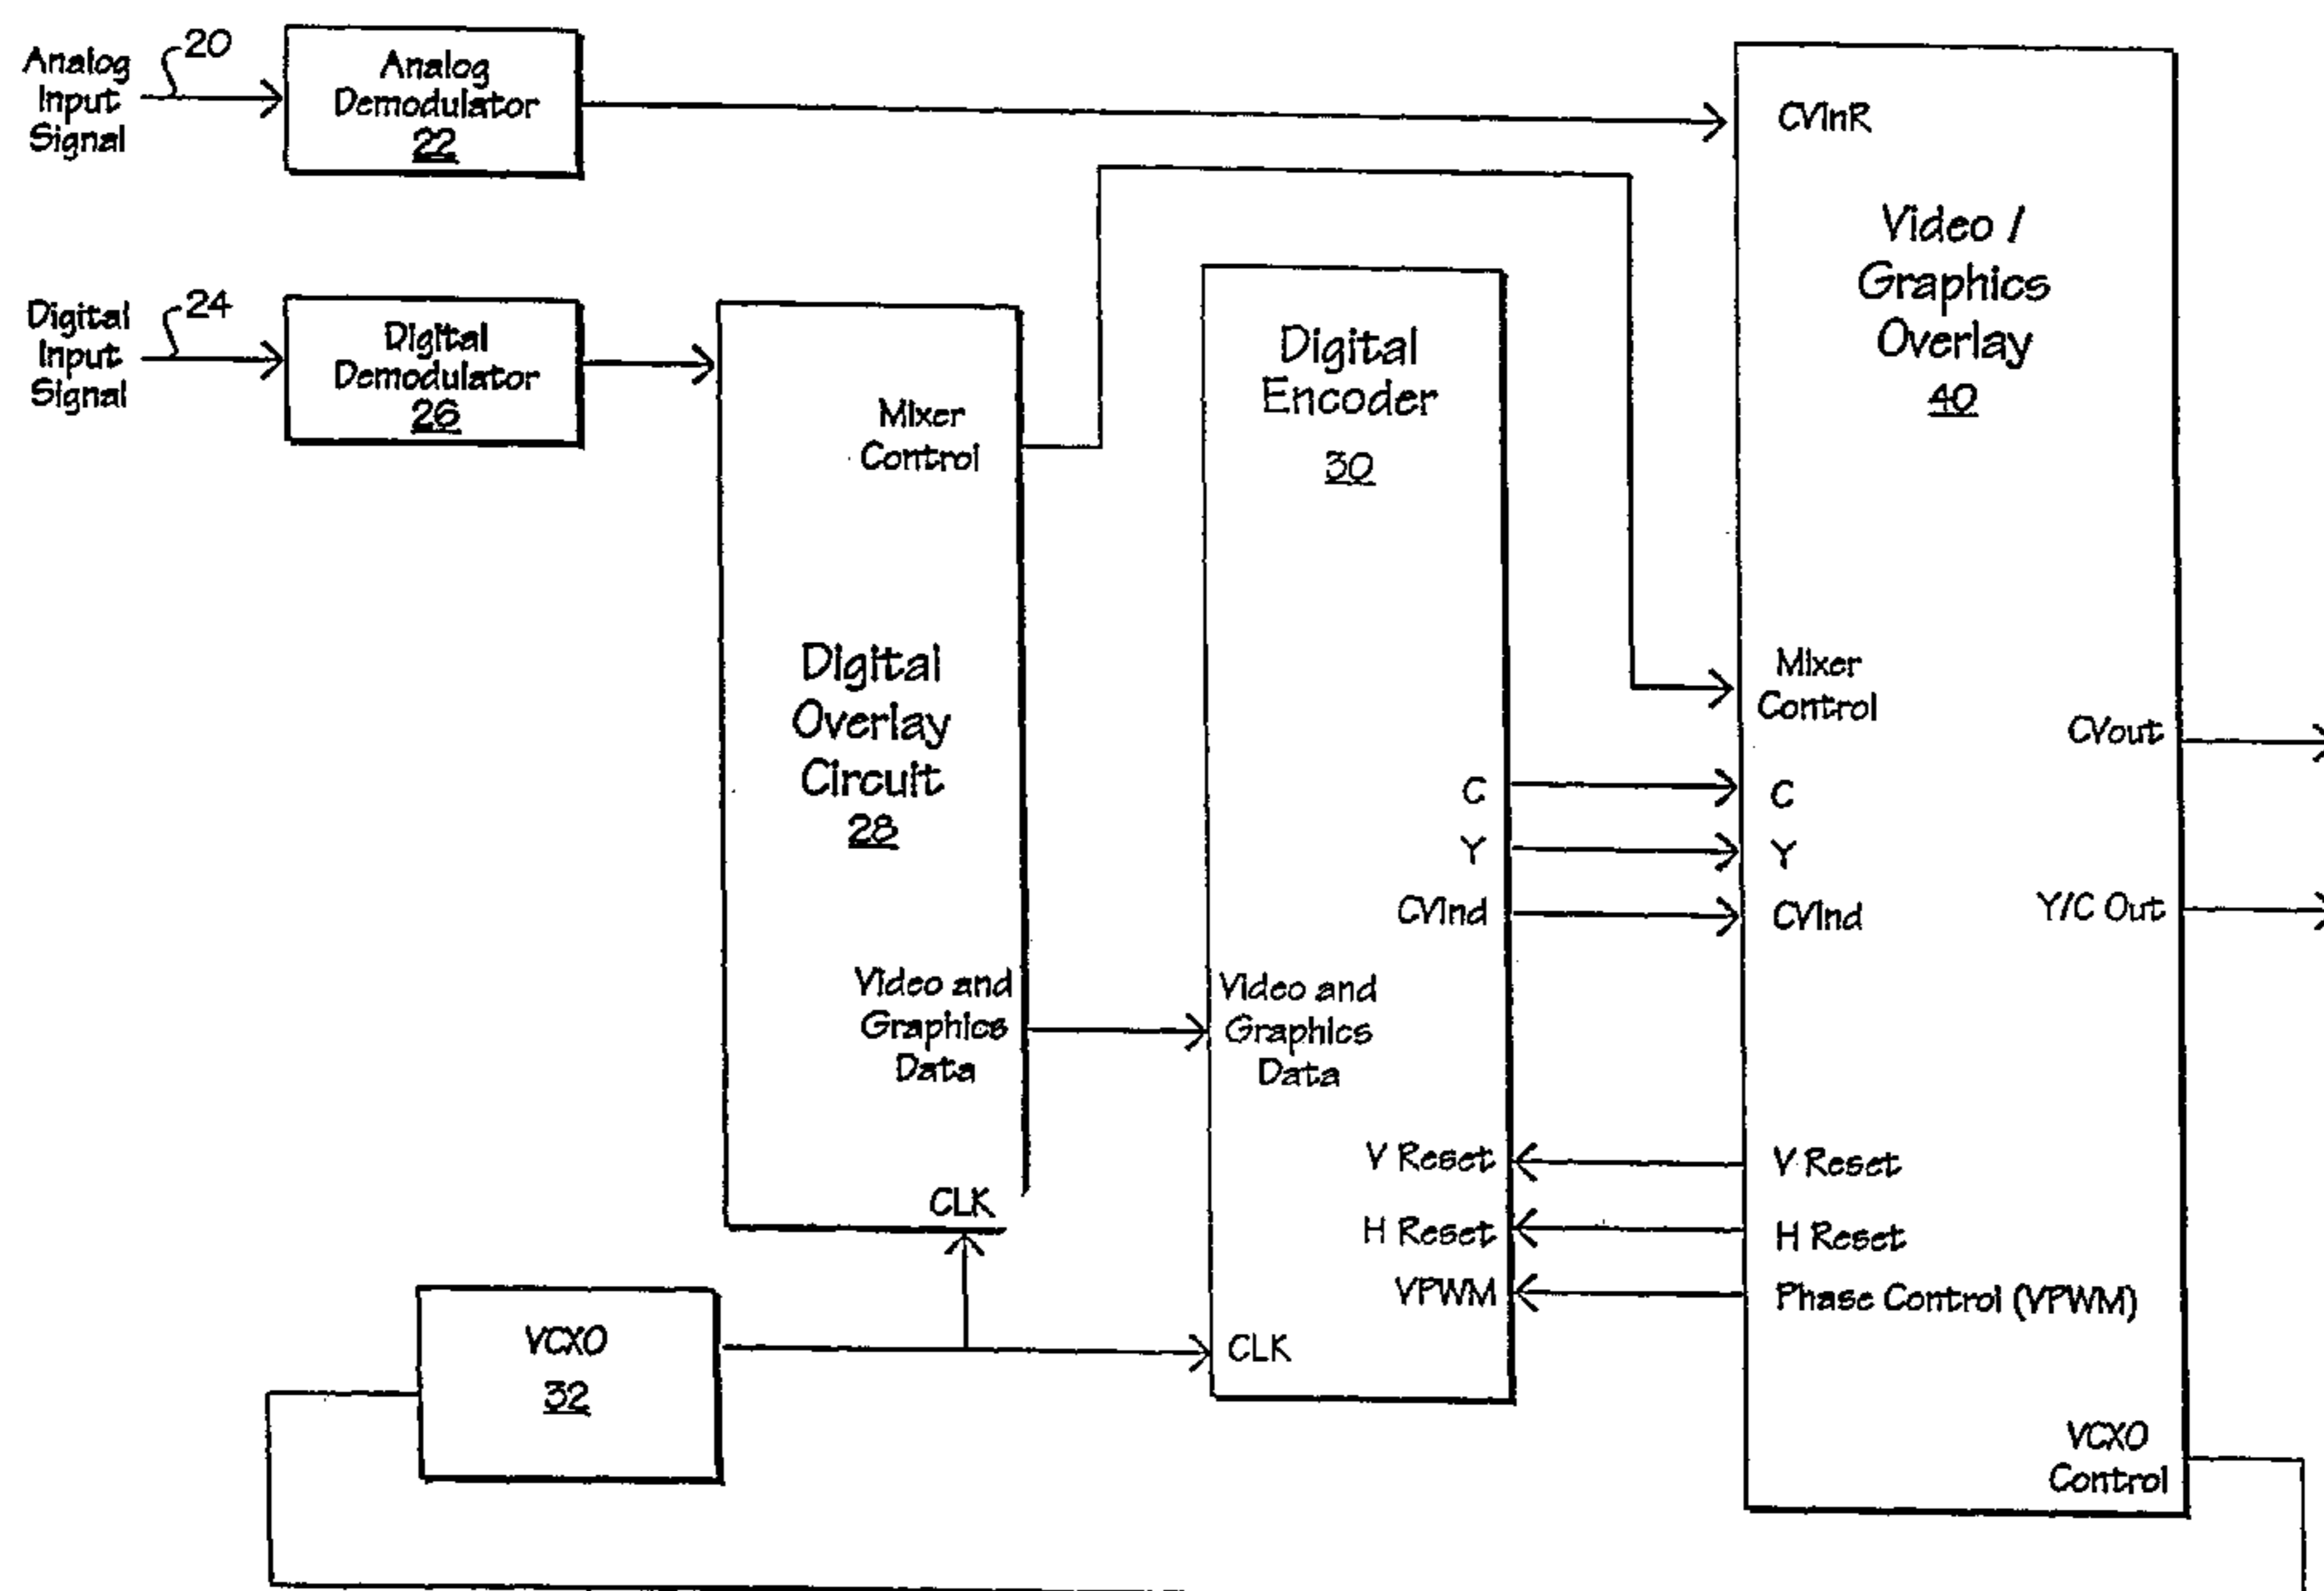 Analog
Input
Signal
20
Analog
Demodulator
22
Digital
Input
Signal
24
Digital
Demodulator
26
Mixer
Control
Digital
Overlay
Circuit
28
Video and
Graphics
Data
CLK
VCXO
32
Digital
Encoder
30
C
Y
CVInd
Video and
Graphics
Data
V Reset
H Reset
VPWM
CLK
CVInR
Video /
Graphics
Overlay
40
Mixer
Control
CVout
C
Y
CVInd
Y/C Out
V Reset
H Reset
Phase Control (VPWM)
VCXO
Control